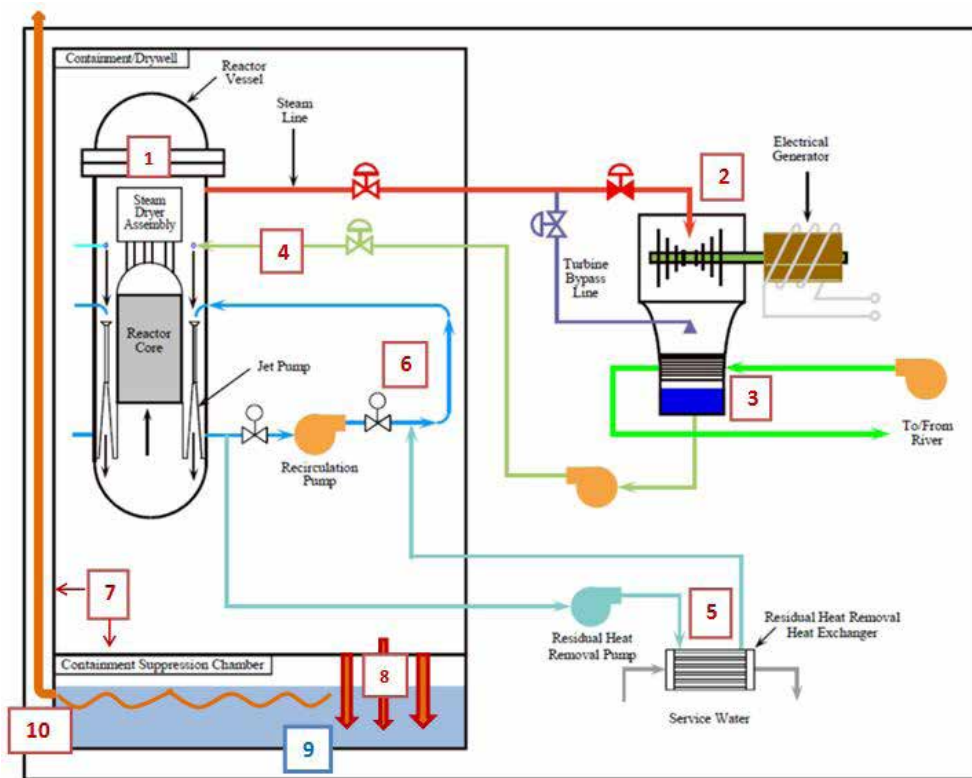 Containment/Drywell
Reactor
Vessel
Steam
Line
Electrical
Generator
1
2
Steam
Dryer
Assembly
4
Turbine
Bypass
Line
Reactor
Core
6
Jet Pump
3
To/From
River
Recirculation
Pump
7
5
Residual Heat Removal
Heat Exchanger
Residual Heat
Removal Pump
Containment Suppression Chamber
8
Service Water
10
9